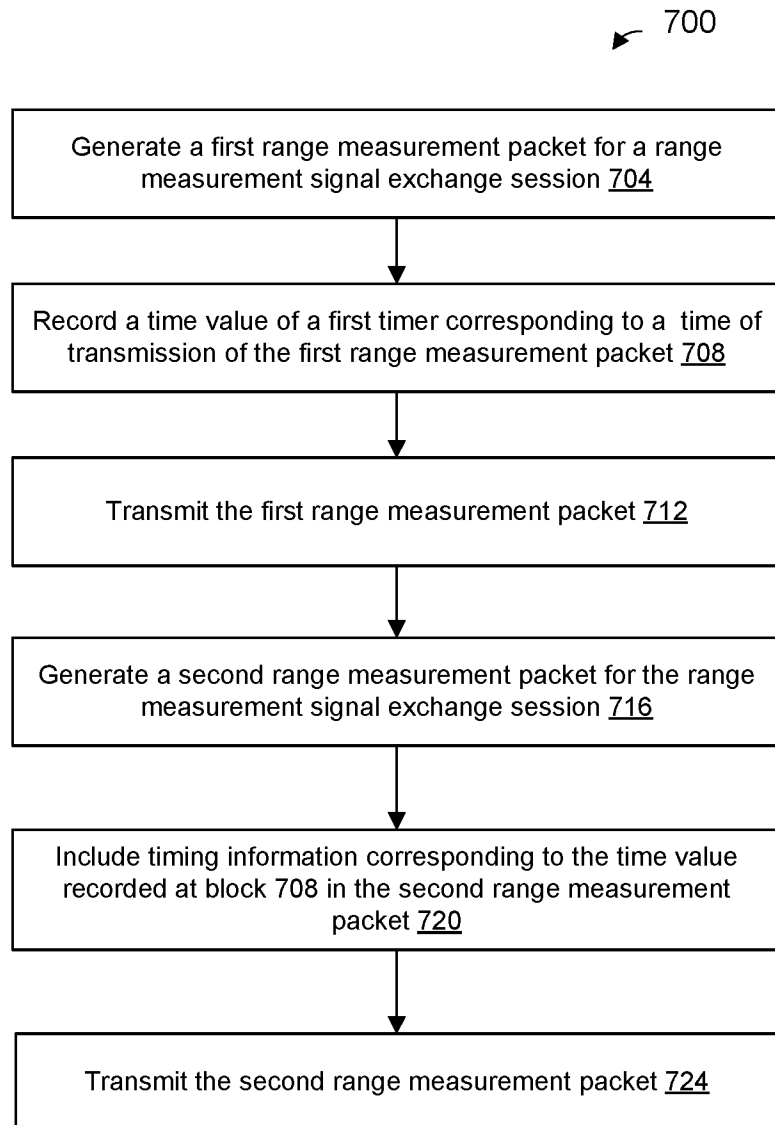 700
Generate a first range measurement packet for a range
measurement signal exchange session 704
Record a time value of a first timer corresponding to a  time of
transmission of the first range measurement packet 708
Transmit the first range measurement packet 712
Generate a second range measurement packet for the range
measurement signal exchange session 716
Include timing information corresponding to the time value
recorded at block 708 in the second range measurement
packet 720
Transmit the second range measurement packet 724